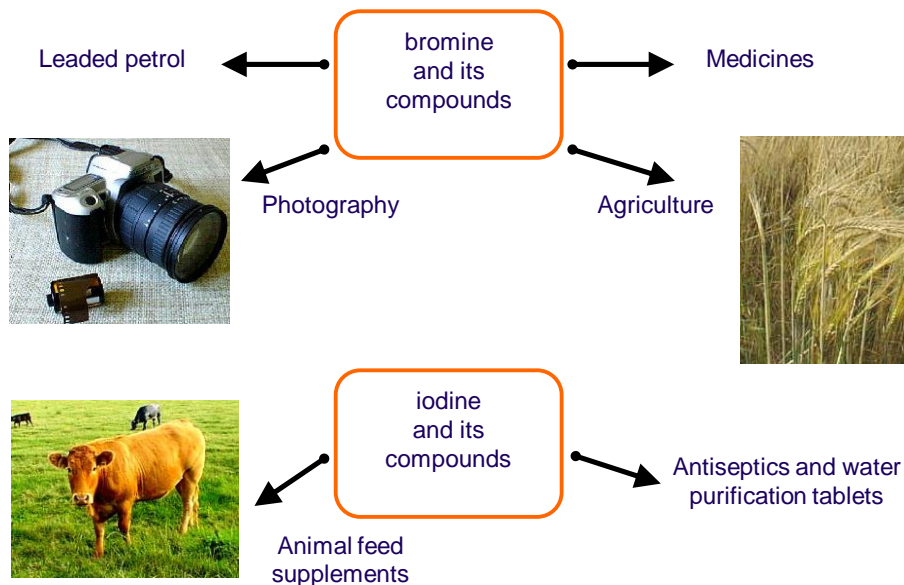 bromine
and its
compounds
Leaded petrol
Medicines
Photography
Agriculture
iodine
and its
compounds
Antiseptics and water
purification tablets
Animal feed
supplements